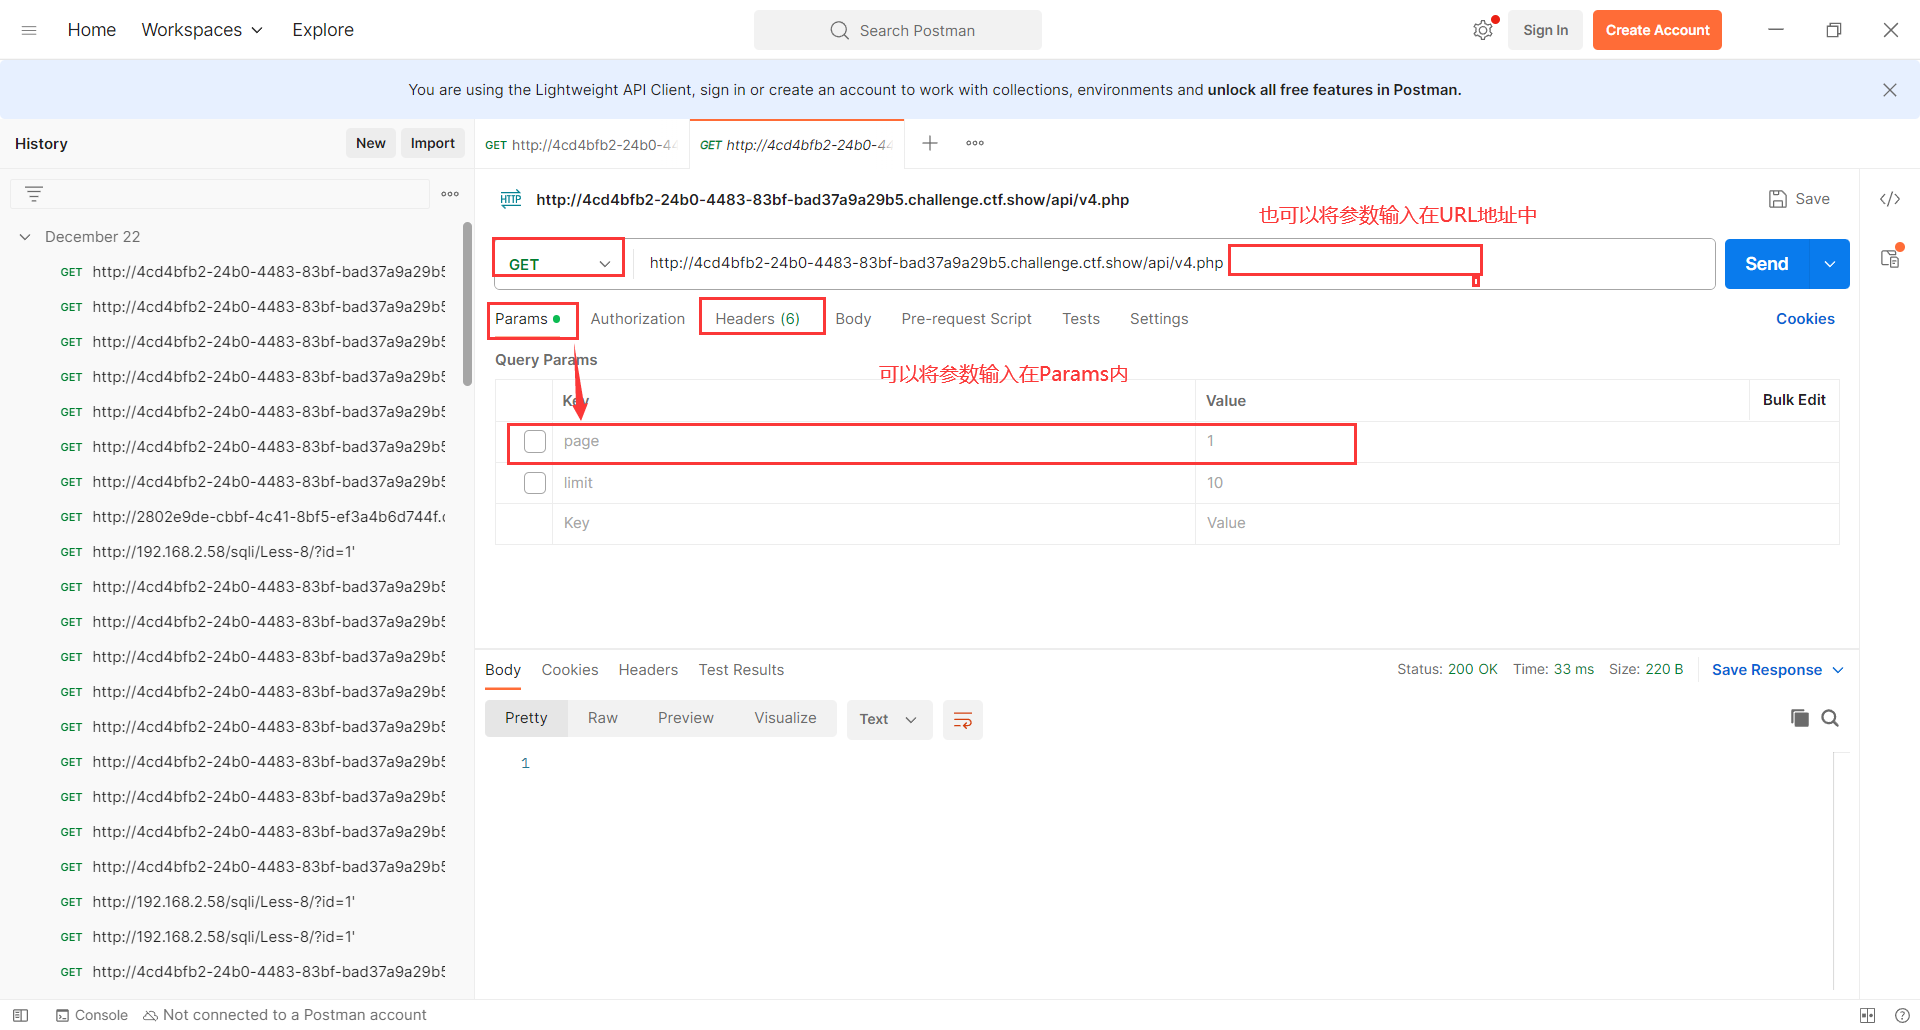 Home
Workspaces
Explore
Search Postman
Sign In
Create Account
You are using the Lightweight API Client, sign in or create an account to work with collections, environments and unlock all free features in Postman.
History
New
Import
GET http://4cd4bfb2-24b0-44
GET http://4cd4bfb2-24b0-44
December 22
GET http://4cd4bfb2-24b0-4483-83bf-bad37a9a29b5
GET http://4cd4bfb2-24b0-4483-83bf-bad37a9a29b5
GET http://4cd4bfb2-24b0-4483-83bf-bad37a9a29b5
GET http://4cd4bfb2-24b0-4483-83bf-bad37a9a29b5
GET http://4cd4bfb2-24b0-4483-83bf-bad37a9a29b5
GET http://4cd4bfb2-24b0-4483-83bf-bad37a9a29b5
GET http://4cd4bfb2-24b0-4483-83bf-bad37a9a29b5
GET http://2802e9de-cbbf-4c41-8bf5-ef3a4b6d744f.c
GET http://192.168.2.58/sqli/Less-8/?id=1'
GET http://4cd4bfb2-24b0-4483-83bf-bad37a9a29b5
GET http://4cd4bfb2-24b0-4483-83bf-bad37a9a29b5
GET http://4cd4bfb2-24b0-4483-83bf-bad37a9a29b5
GET http://4cd4bfb2-24b0-4483-83bf-bad37a9a29b5
GET http://4cd4bfb2-24b0-4483-83bf-bad37a9a29b5
GET http://4cd4bfb2-24b0-4483-83bf-bad37a9a29b5
GET http://4cd4bfb2-24b0-4483-83bf-bad37a9a29b5
GET http://4cd4bfb2-24b0-4483-83bf-bad37a9a29b5
GET http://4cd4bfb2-24b0-4483-83bf-bad37a9a29b5
GET http://192.168.2.58/sqli/Less-8/?id=1'
GET http://192.168.2.58/sqli/Less-8/?id=1'
GET http://4cd4bfb2-24b0-4483-83bf-bad37a9a29b5
HTTP http://4cd4bfb2-24b0-4483-83bf-bad37a9a29b5.challenge.ctf.show/api/v4.php
Save
也可以将参数输入在URL地址中
GET
http://4cd4bfb2-24b0-4483-83bf-bad37a9a29b5.challenge.ctf.show/api/v4.php
Send
Params
Authorization
Headers (6)
Body
Pre-request Script
Tests
Settings
Cookies
Query Params
可以将参数输入在Params内
Key
Value
Bulk Edit
page
1
limit
10
Key
Value
Body
Cookies
Headers
Test Results
Status: 200 OK
Time: 33 ms
Size: 220 B
Save Response
Pretty
Raw
Preview
Visualize
Text
1
Console
Not connected to a Postman account